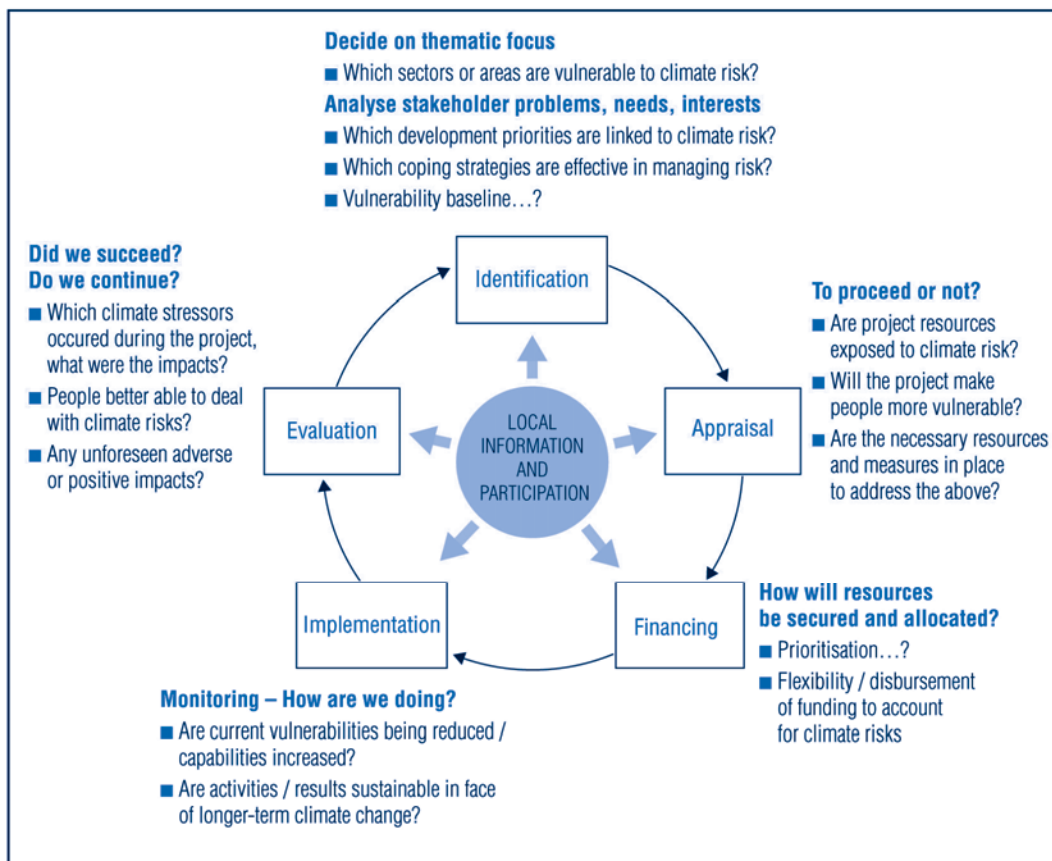 Decide on thematic focus
■ Which sectors or areas are vulnerable to climate risk?
Analyse stakeholder problems, needs, interests
■ Which development priorities are linked to climate risk?
■ Which coping strategies are effective in managing risk?
■ Vulnerability baseline…?
Identification
To proceed or not?
■ Are project resources
exposed to climate risk?
■ Will the project make
people more vulnerable?
■ Are the necessary resources
and measures in place
to address the above?
Appraisal
How will resources
be secured and allocated?
■ Prioritisation…?
■ Flexibility / disbursement
of funding to account
for climate risks
Financing
Implementation
Monitoring – How are we doing?
■ Are current vulnerabilities being reduced /
capabilities increased?
■ Are activities / results sustainable in face
of longer-term climate change?
Did we succeed?
Do we continue?
■ Which climate stressors
occured during the project,
what were the impacts?
■ People better able to deal
with climate risks?
■ Any unforeseen adverse
or positive impacts?
Evaluation
LOCAL
INFORMATION
AND
PARTICIPATION